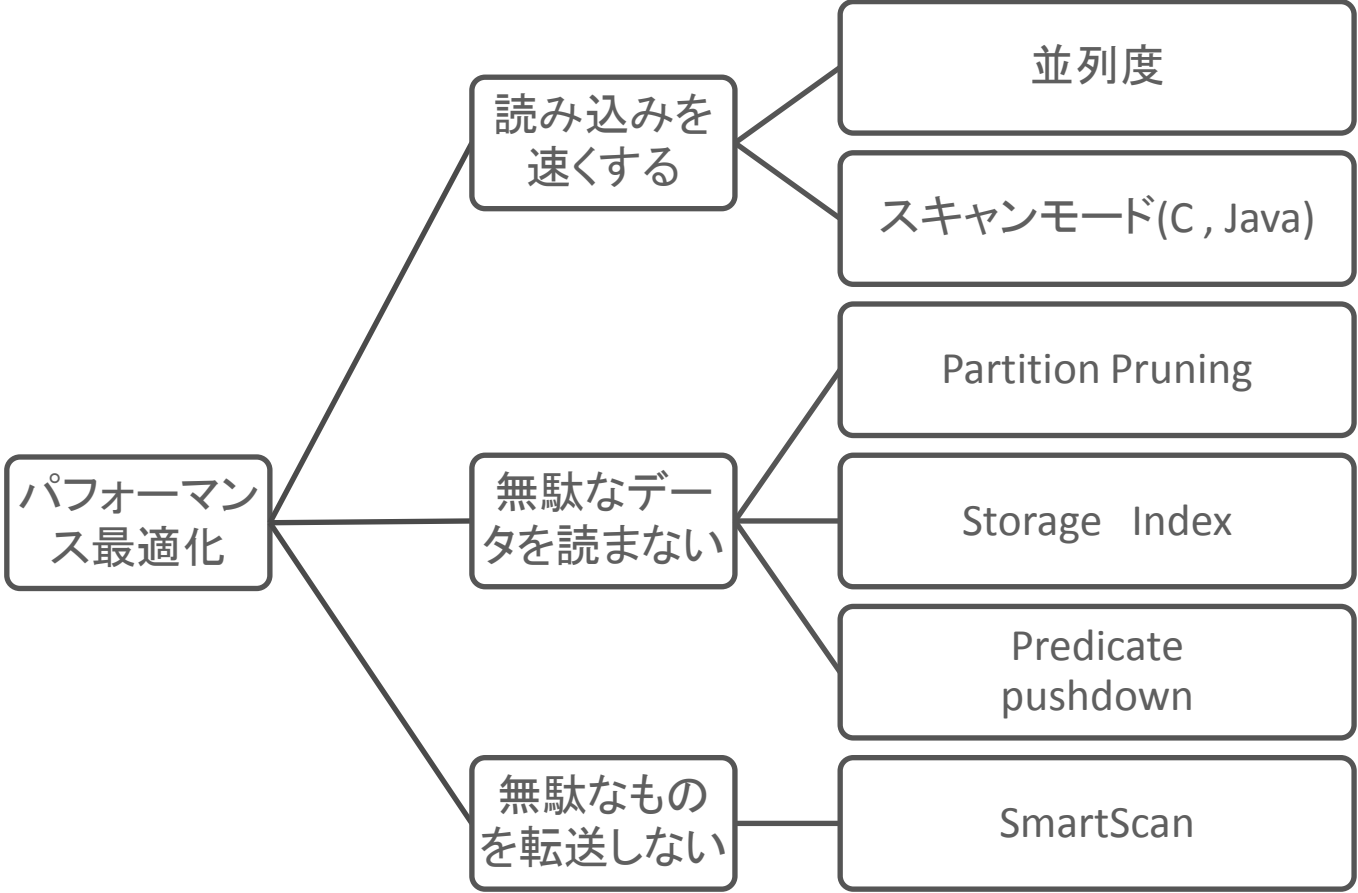 パフォーマン
ス最適化
読み込みを
速くする
並列度
スキャンモード(C , Java)
無駄なデー
タを読まない
Partition Pruning
Storage Index
Predicate
pushdown
無駄なもの
を転送しない
SmartScan